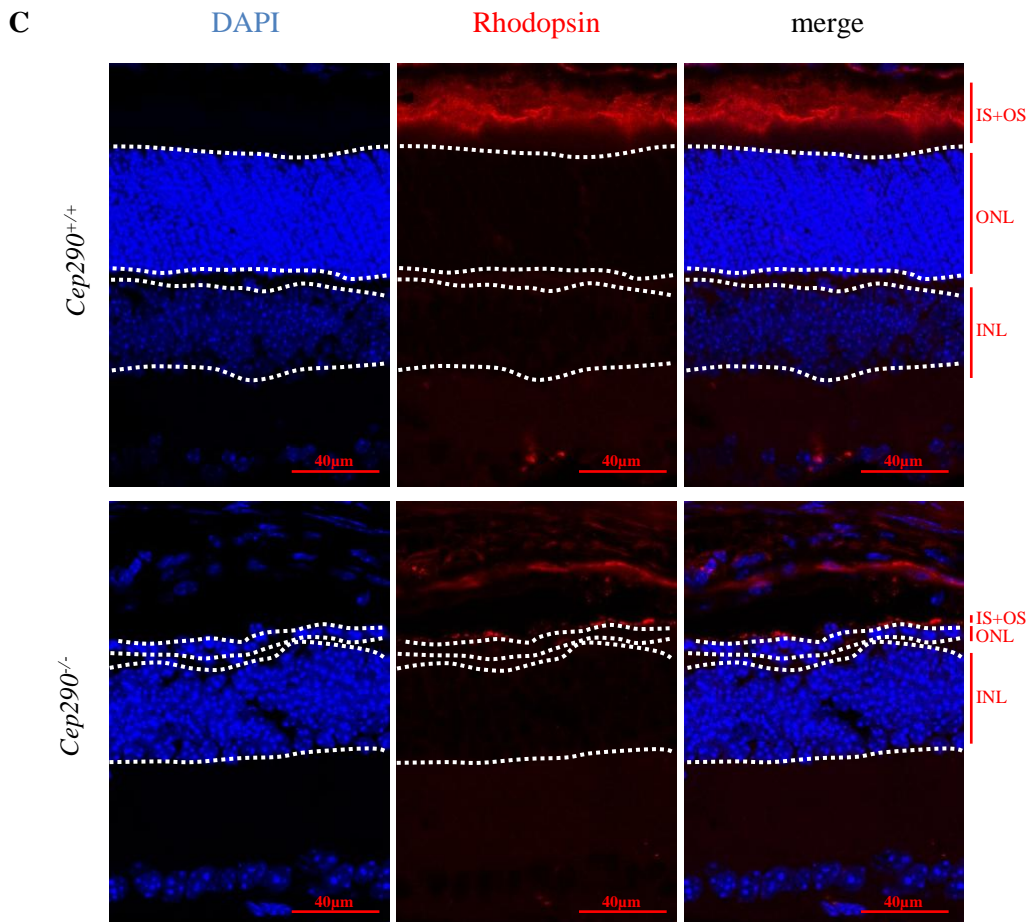 C DAPI Rhodopsin merge
Cep290+/+
IS+OS
ONL
INL
40µm 40µm 40µm
Cep290-/-
IS+OS
ONL
INL
40µm 40µm 40µm